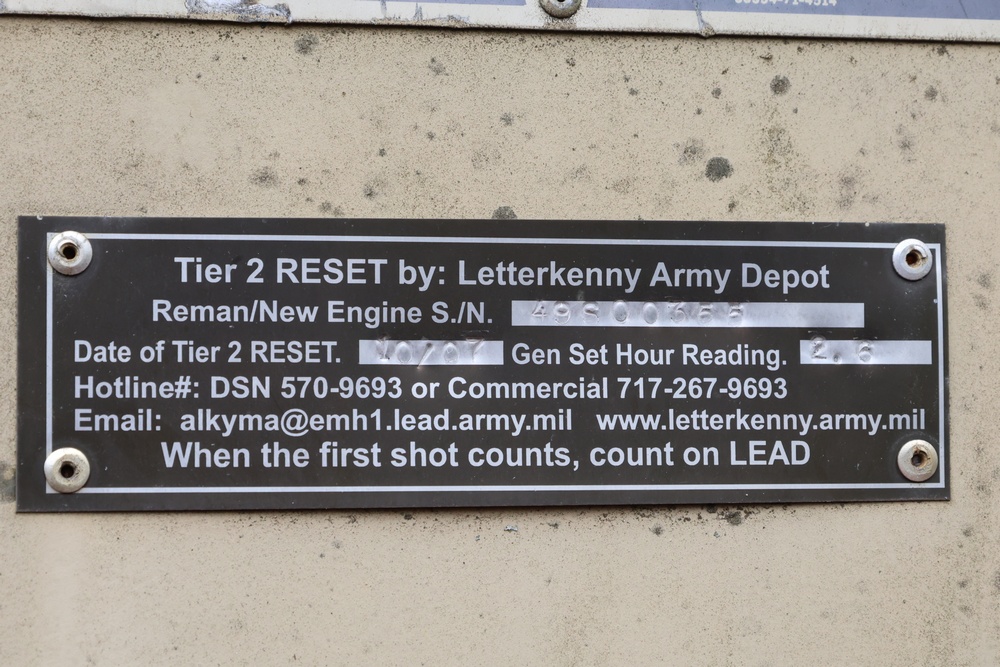 Tier 2 RESET by: Letterkenny Army Depot
Reman/New Engine S./N.
Date of Tier 2 RESET. 10/07 Gen Set Hour Reading.
Hotline#: DSN 570-9693 or Commercial 717-267-9693
Email: alkyma@emh1.lead.army.mil www.letterkenny.army.mil
When the first shot counts, count on LEAD